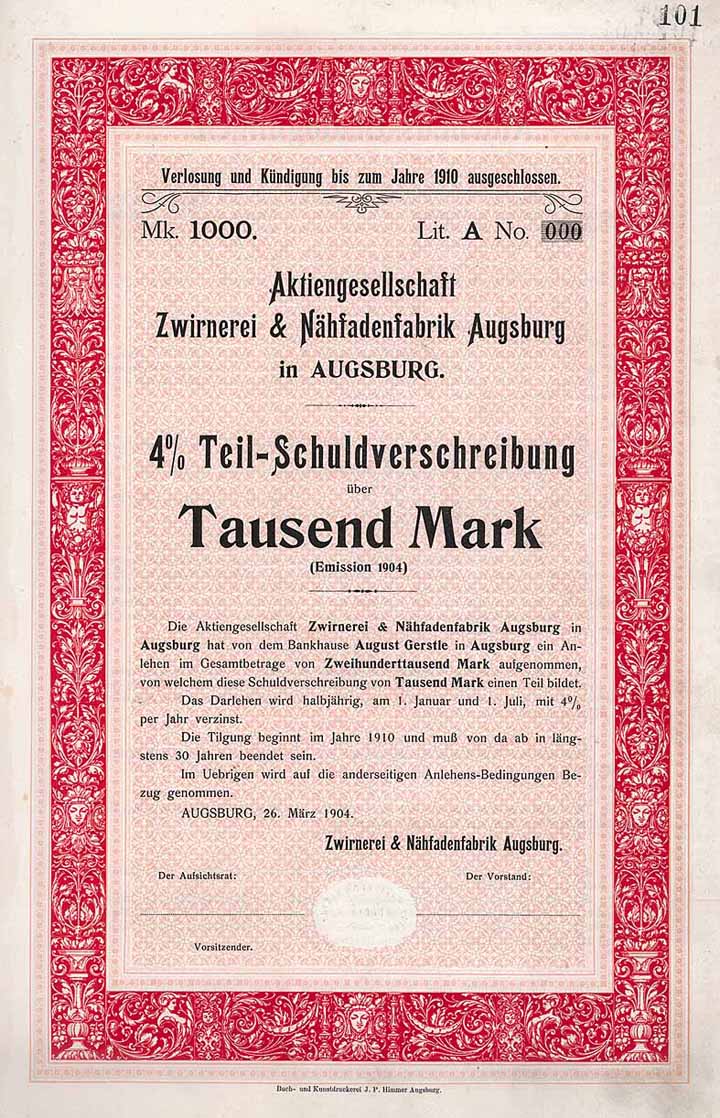 101
Verlosung und Kündigung bis zum Jahre 1910 ausgeschlossen.
Mk. 1000. Lit. A No. 000
Aktiengesellschaft
Zwirnerei & Nähfadenfabrik Augsburg
in AUGSBURG.
4% Teil-Schuldverschreibung
über
Tausend Mark
(Emission 1904)
Die Aktiengesellschaft Zwirnerei & Nähfadenfabrik Augsburg in
Augsburg hat von dem Bankhause August Gerstle in Augsburg ein An-
lehen im Gesamtbetrage von Zweihunderttausend Mark aufgenommen,
von welchem diese Schuldverschreibung von Tausend Mark einen Teil bildet.
Das Darlehen wird halbjährig, am 1. Januar und 1. Juli, mit 4%
per Jahr verzinst.
Die Tilgung beginnt im Jahre 1910 und muß von da ab in läng-
stens 30 Jahren beendet sein.
Im Uebrigen wird auf die anderseitigen Anlehens-Bedingungen Be-
zug genommen.
AUGSBURG, 26. März 1904.
Zwirnerei & Nähfadenfabrik Augsburg.
Der Aufsichtsrat: Der Vorstand:
Vorsitzender.
Buch- und Kunstdruckerei J. P. Himmer Augsburg.